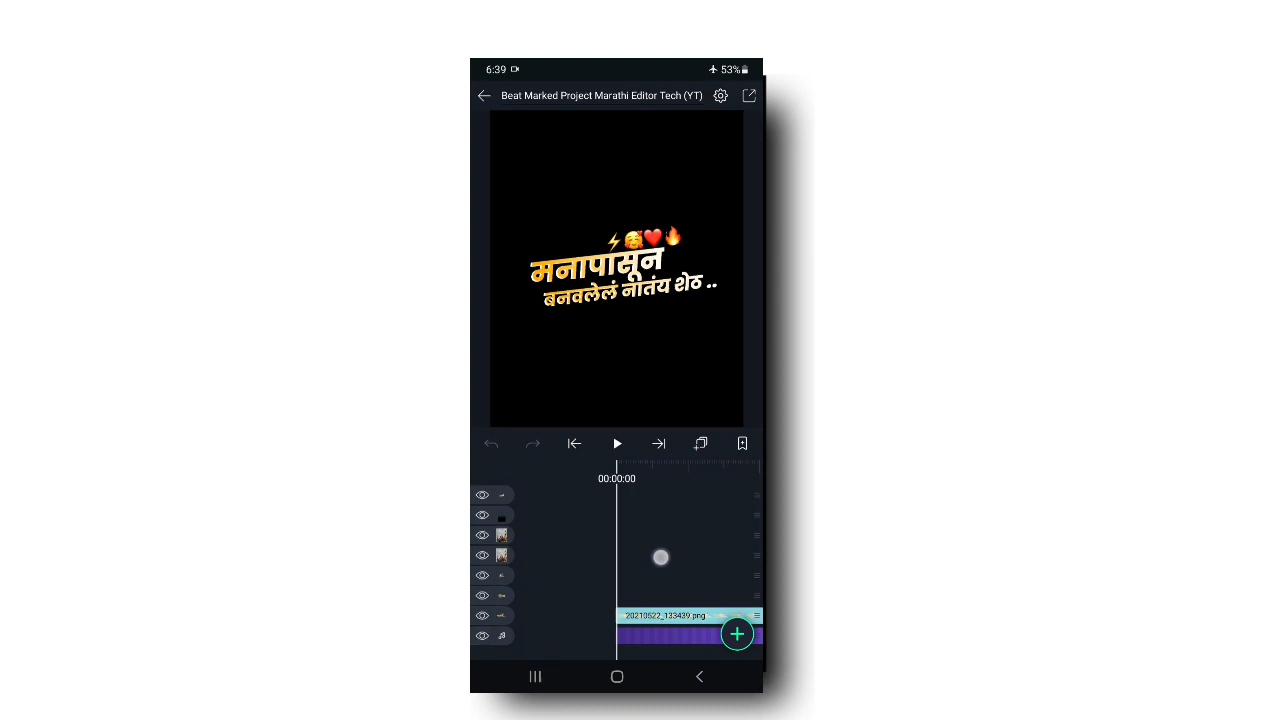 6:39 53%
Beat Marked Project Marathi Editor Tech (YT)
⚡🥰❤️🔥
मनापासून
बनवलेलं नातंय शेठ ..
00:00:00
20210522_133439.png